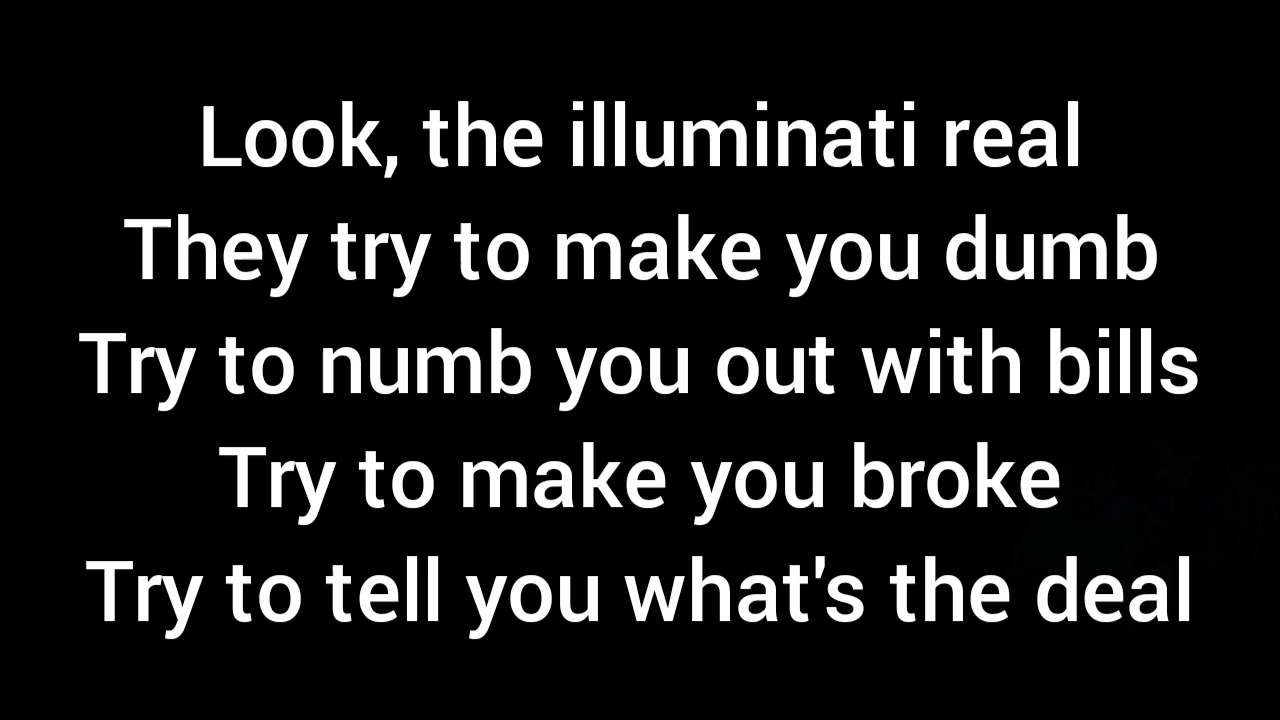 Look, the illuminati real
They try to make you dumb
Try to numb you out with bills
Try to make you broke
Try to tell you what's the deal